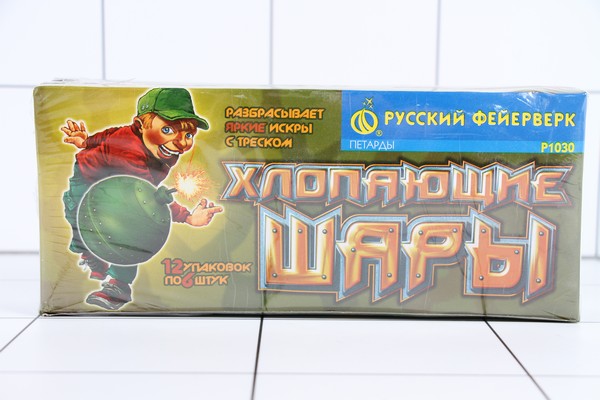 РАЗБРАСЫВАЕТ
ЯРКИЕ ИСКРЫ
С ТРЕСКОМ
РУССКИЙ ФЕЙЕРВЕРК
ПЕТАРДЫ
Р1030
ХЛОПАЮЩИЕ
ШАРЫ
12 УПАКОВОК
ПО 6 ШТУК